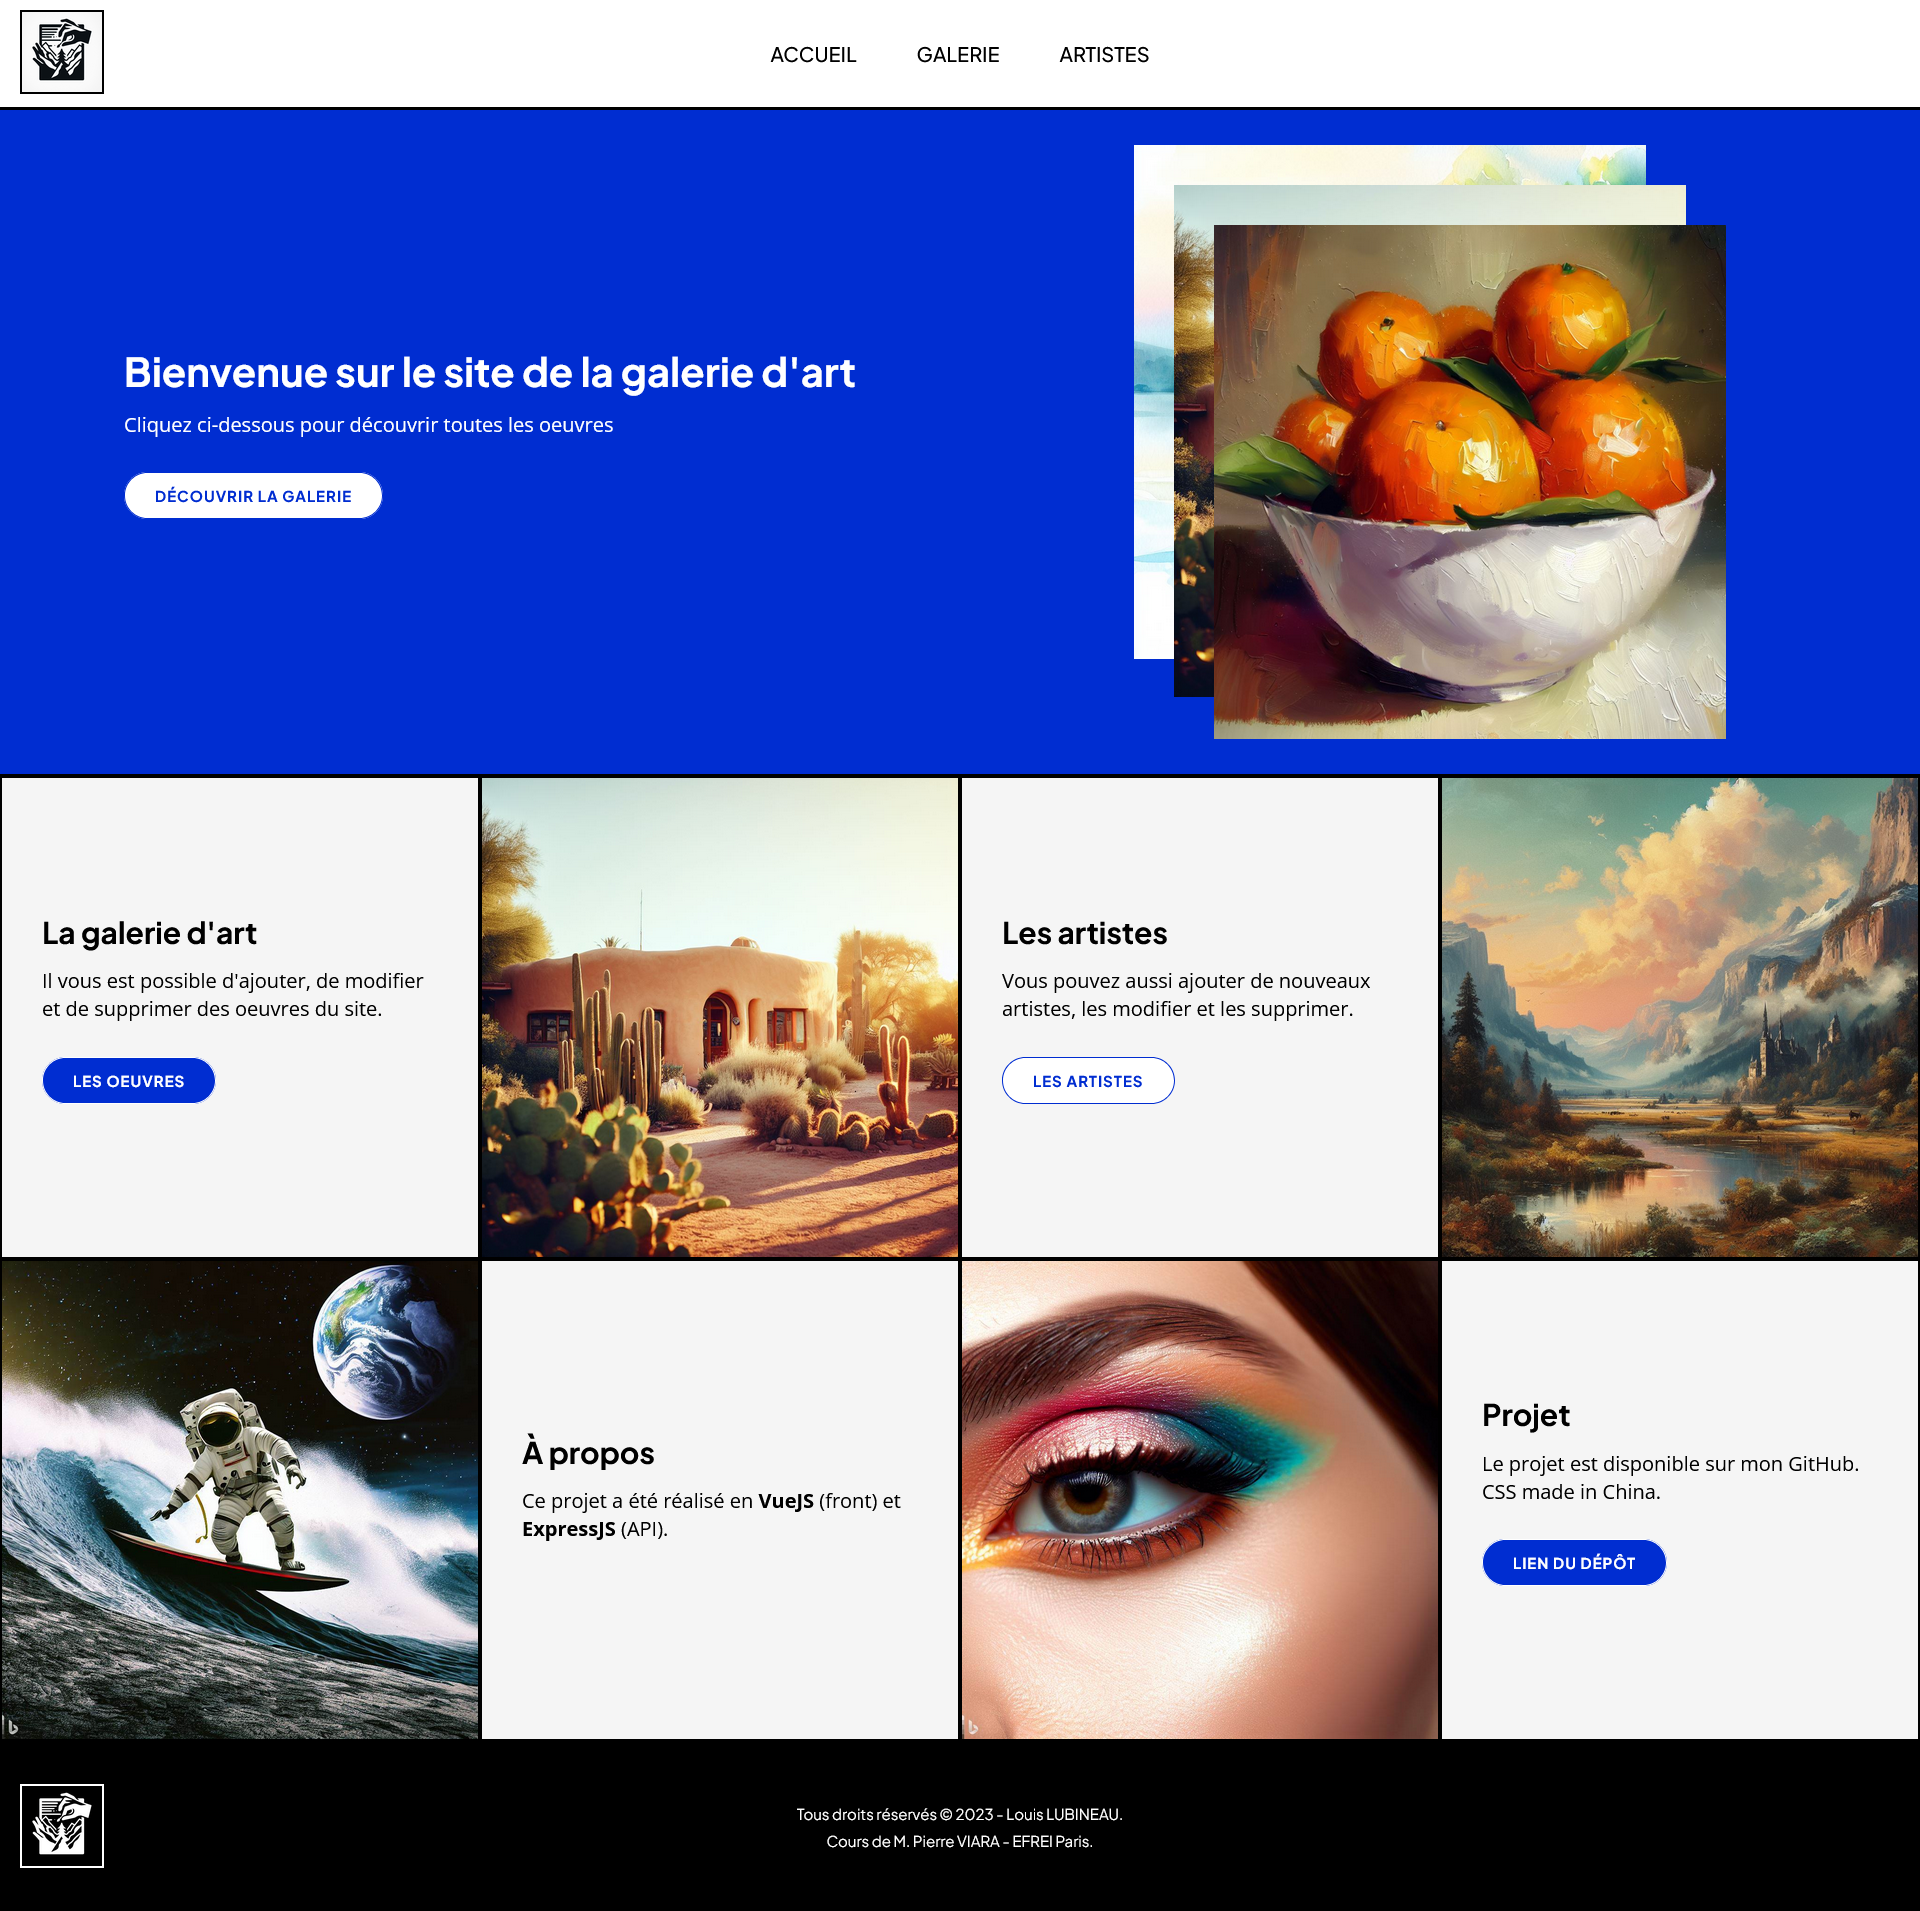 ACCUEIL
GALERIE
ARTISTES
Bienvenue sur le site de la galerie d'art
Cliquez ci-dessous pour découvrir toutes les oeuvres
DÉCOUVRIR LA GALERIE
La galerie d'art
Il vous est possible d'ajouter, de modifier
et de supprimer des oeuvres du site.
LES OEUVRES
Les artistes
Vous pouvez aussi ajouter de nouveaux
artistes, les modifier et les supprimer.
LES ARTISTES
À propos
Ce projet a été réalisé en VueJS (front) et
ExpressJS (API).
Projet
Le projet est disponible sur mon GitHub.
CSS made in China.
LIEN DU DÉPÔT
Tous droits réservés © 2023 - Louis LUBINEAU.
Cours de M. Pierre VIARA - EFREI Paris.